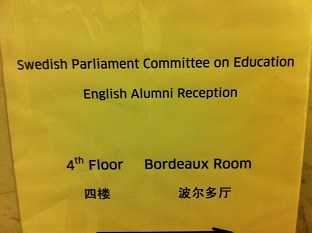 Swedish Parliament Committee on Education
English Alumni Reception
4th Floor Bordeaux Room
四楼 波尔多厅